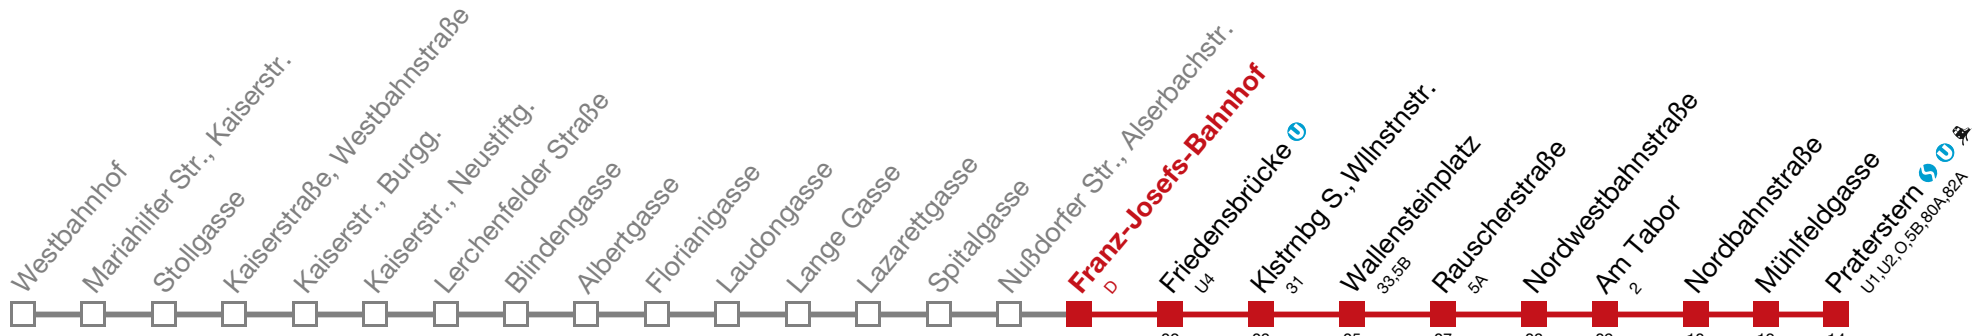 Westbahnhof
Mariahilfer Str., Kaiserstr.
Stollgasse
Kaiserstraße, Westbahnstraße
Kaiserstr., Burgg.
Kaiserstr., Neustiftg.
Lerchenfelder Straße
Blindengasse
Albertgasse
Florianigasse
Laudongasse
Lange Gasse
Lazarettgasse
Spitalgasse
Nußdorfer Str., Alserbachstr.
Franz-Josefs-Bahnhof
D
Friedensbrücke U
U4
Klstrnbg S., Wllnstnstr.
31
Wallensteinplatz
33,5B
Rauscherstraße
5A
Nordwestbahnstraße
Am Tabor
2
Nordbahnstraße
Mühlfeldgasse
Praterstern S U
U1,U2,O,5B,80A,82A